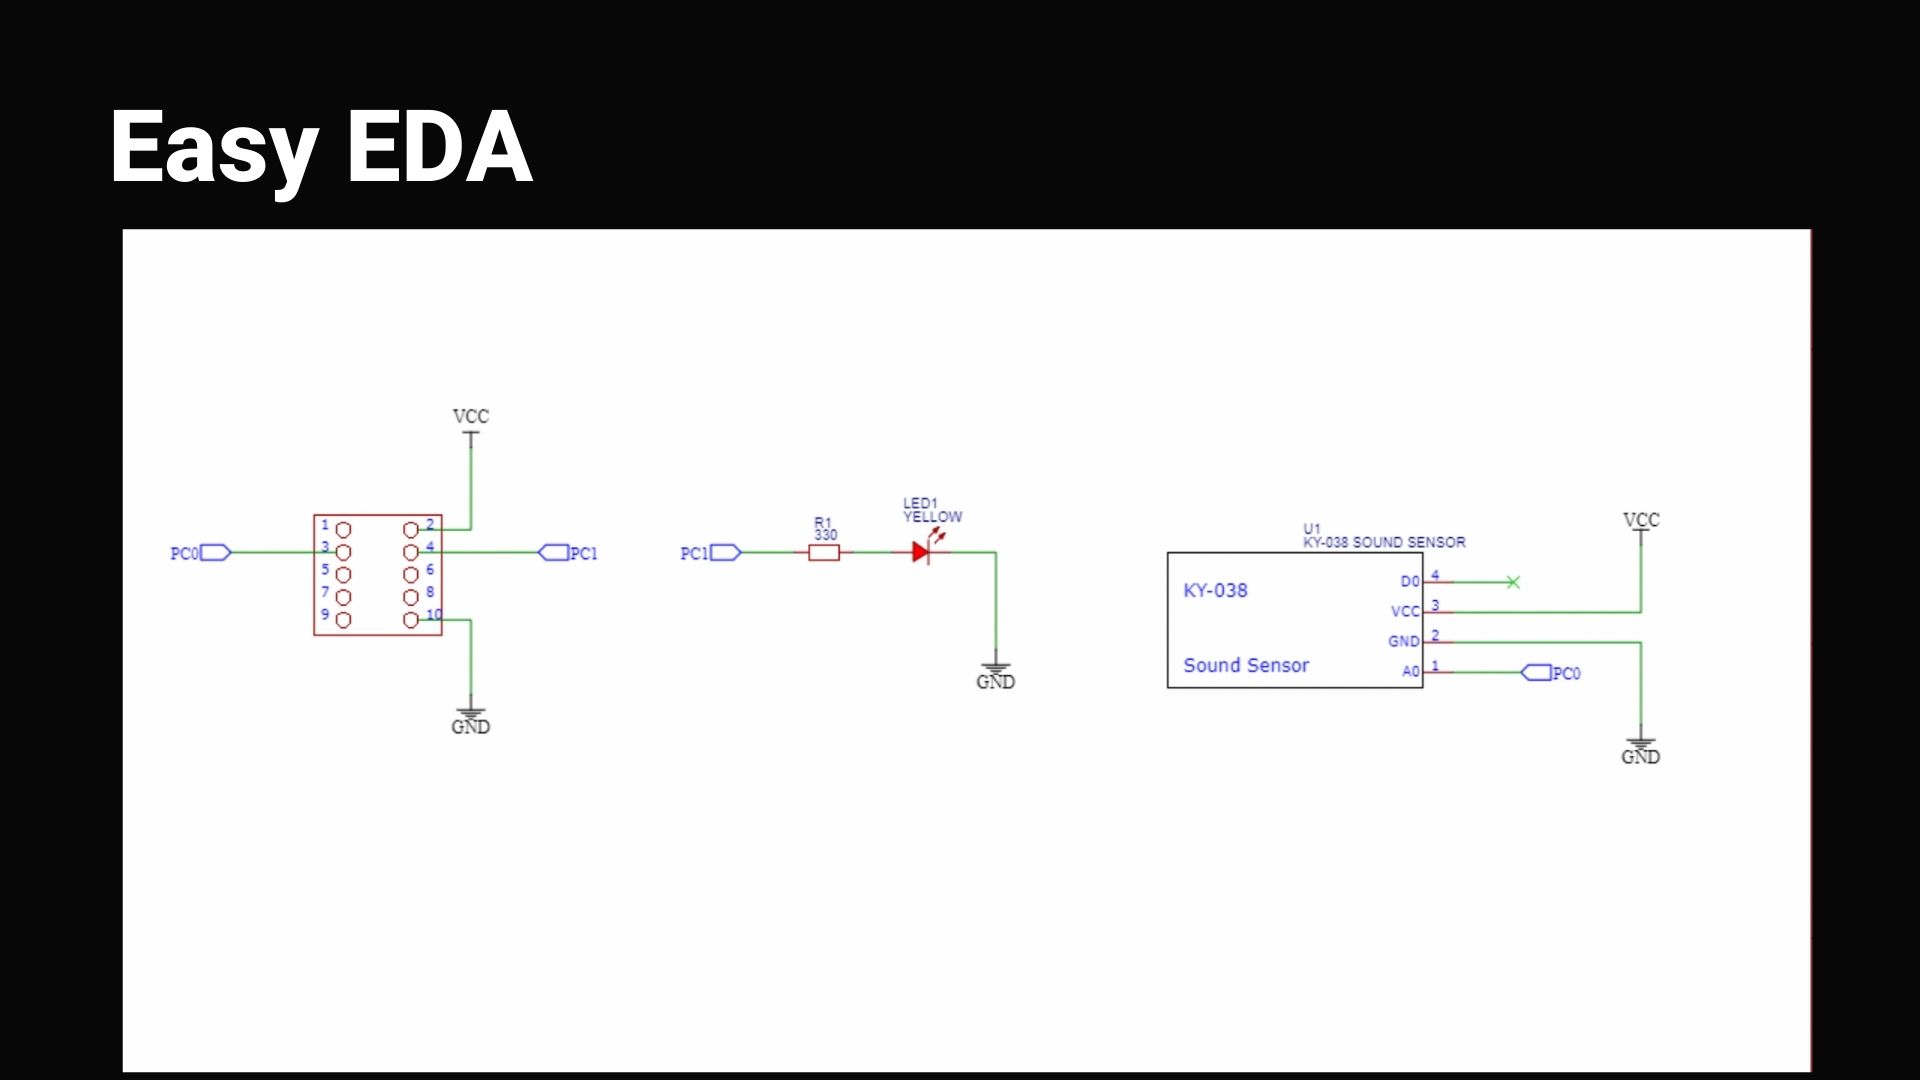 Easy EDA
VCC
1 2
PC0 3 4 PC1
5 6
7 8
9 10
GND
PC1
R1
330
LED1
YELLOW
GND
U1
KY-038 SOUND SENSOR
KY-038
Sound Sensor
D0 4
VCC 3
GND 2
A0 1
PC0
VCC
GND